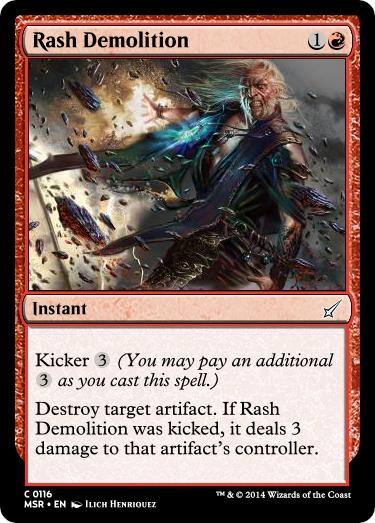 Rash Demolition 1
Instant
Kicker 3 (You may pay an additional
3 as you cast this spell.)
Destroy target artifact. If Rash
Demolition was kicked, it deals 3
damage to that artifact's controller.
C 0116
MSR • EN Ilich Henriquez
™ & © 2014 Wizards of the Coast